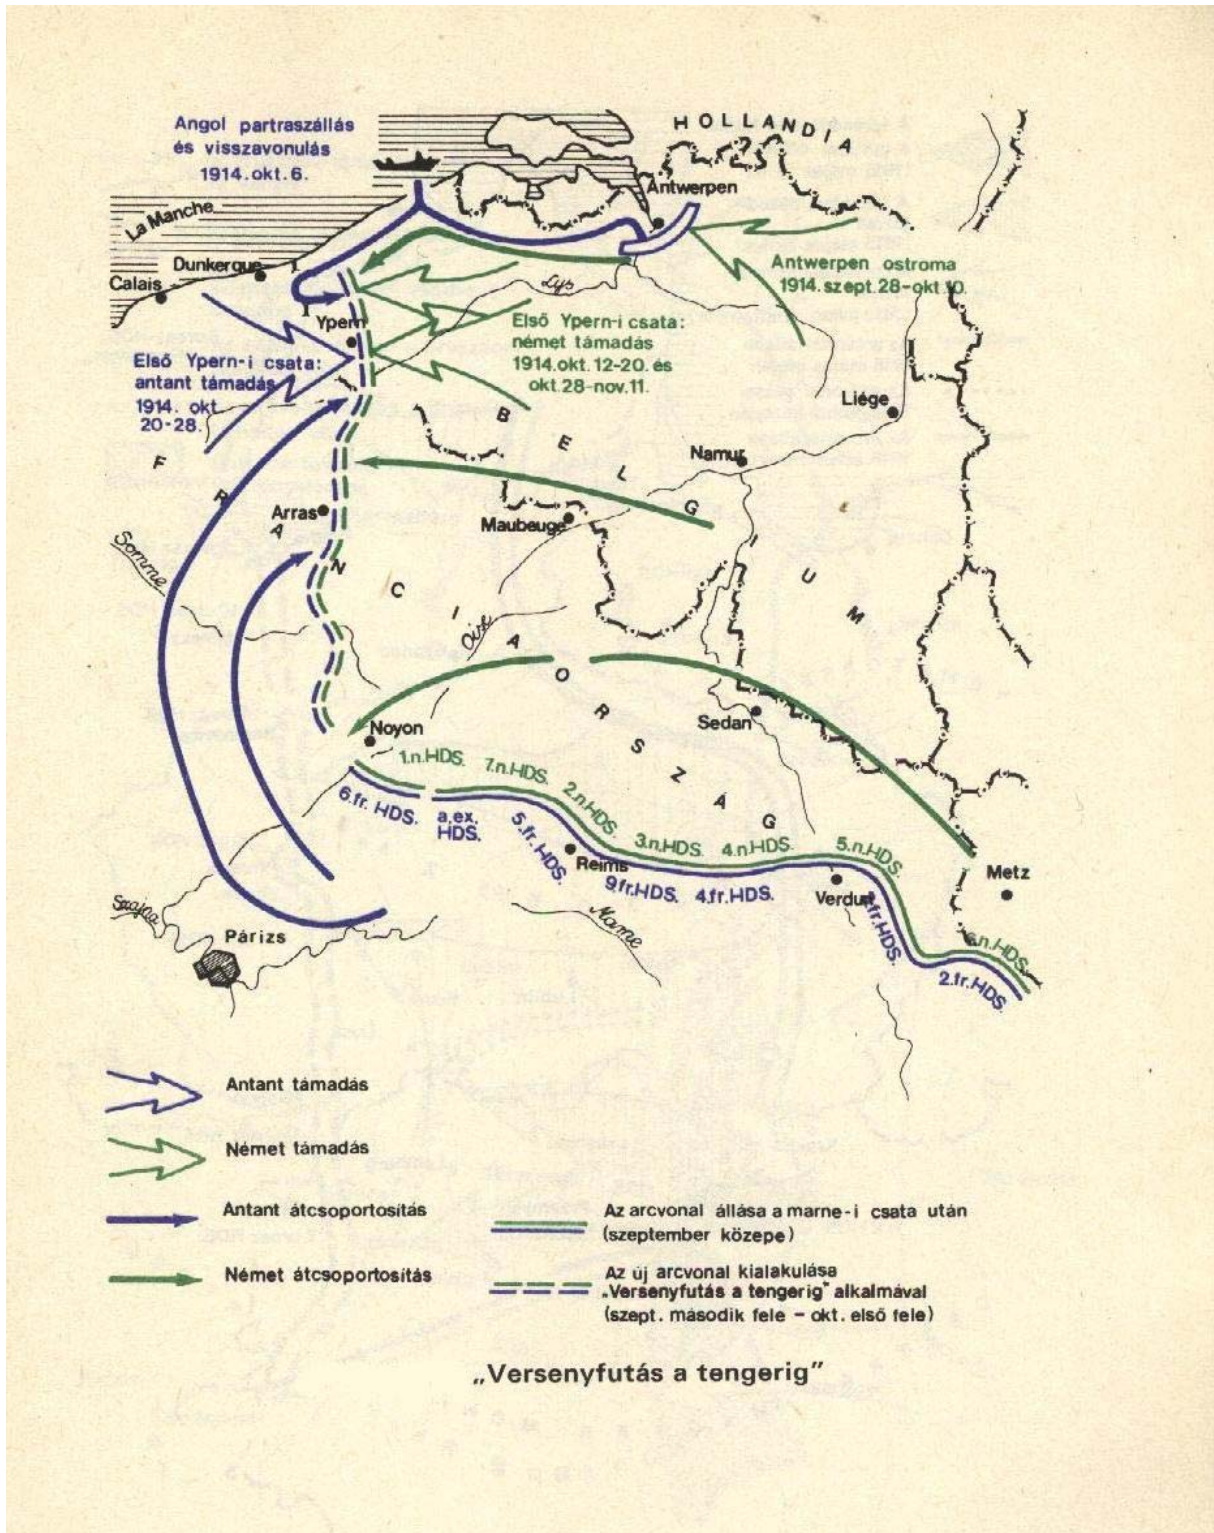 Angol partraszállás
és visszavonulás
1914.okt.6.
HOLLANDIA
Antwerpen
La Manche
Dunkerque
Calais
Lys
Antwerpen ostroma
1914.szept.28-okt.10.
Ypern
Első Ypern-i csata:
német támadás
1914.okt.12-20. és
okt.28-nov.11.
Első Ypern-i csata:
antant támadás
1914. okt.
20-28.
Liége
Namur
BELGIUM
FRANCIAORSZÁG
Arras
Maubeuge
Somme
Oise
Sedan
Noyon
1.n.HDS.
7.n.HDS.
2.n.HDS.
3.n.HDS.
4.n.HDS.
5.n.HDS.
6.fr. HDS.
a.ex.
HDS.
5.fr.HDS.
9.fr.HDS.
4.fr.HDS.
fr.HDS.
2.fr.HDS.
n.HDS.
Reims
Verdun
Metz
Marne
Szajna
Párizs
Antant támadás
Német támadás
Antant átcsoportosítás
Német átcsoportosítás
Az arcvonal állása a marne-i csata után
(szeptember közepe)
Az új arcvonal kialakulása
„Versenyfutás a tengerig" alkalmával
(szept. második fele – okt. első fele)
„Versenyfutás a tengerig"